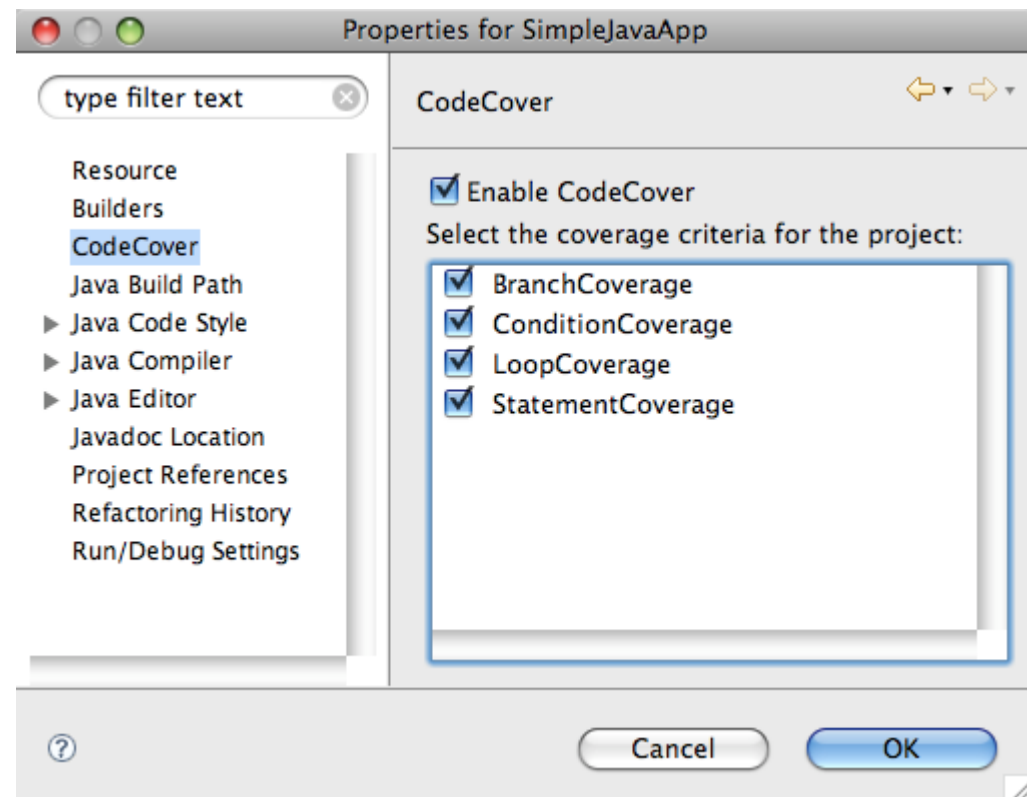 Properties for SimpleJavaApp
type filter text
CodeCover
Resource
Builders
CodeCover
Java Build Path
Java Code Style
Java Compiler
Java Editor
Javadoc Location
Project References
Refactoring History
Run/Debug Settings
Enable CodeCover
Select the coverage criteria for the project:
BranchCoverage
ConditionCoverage
LoopCoverage
StatementCoverage
?
Cancel
OK